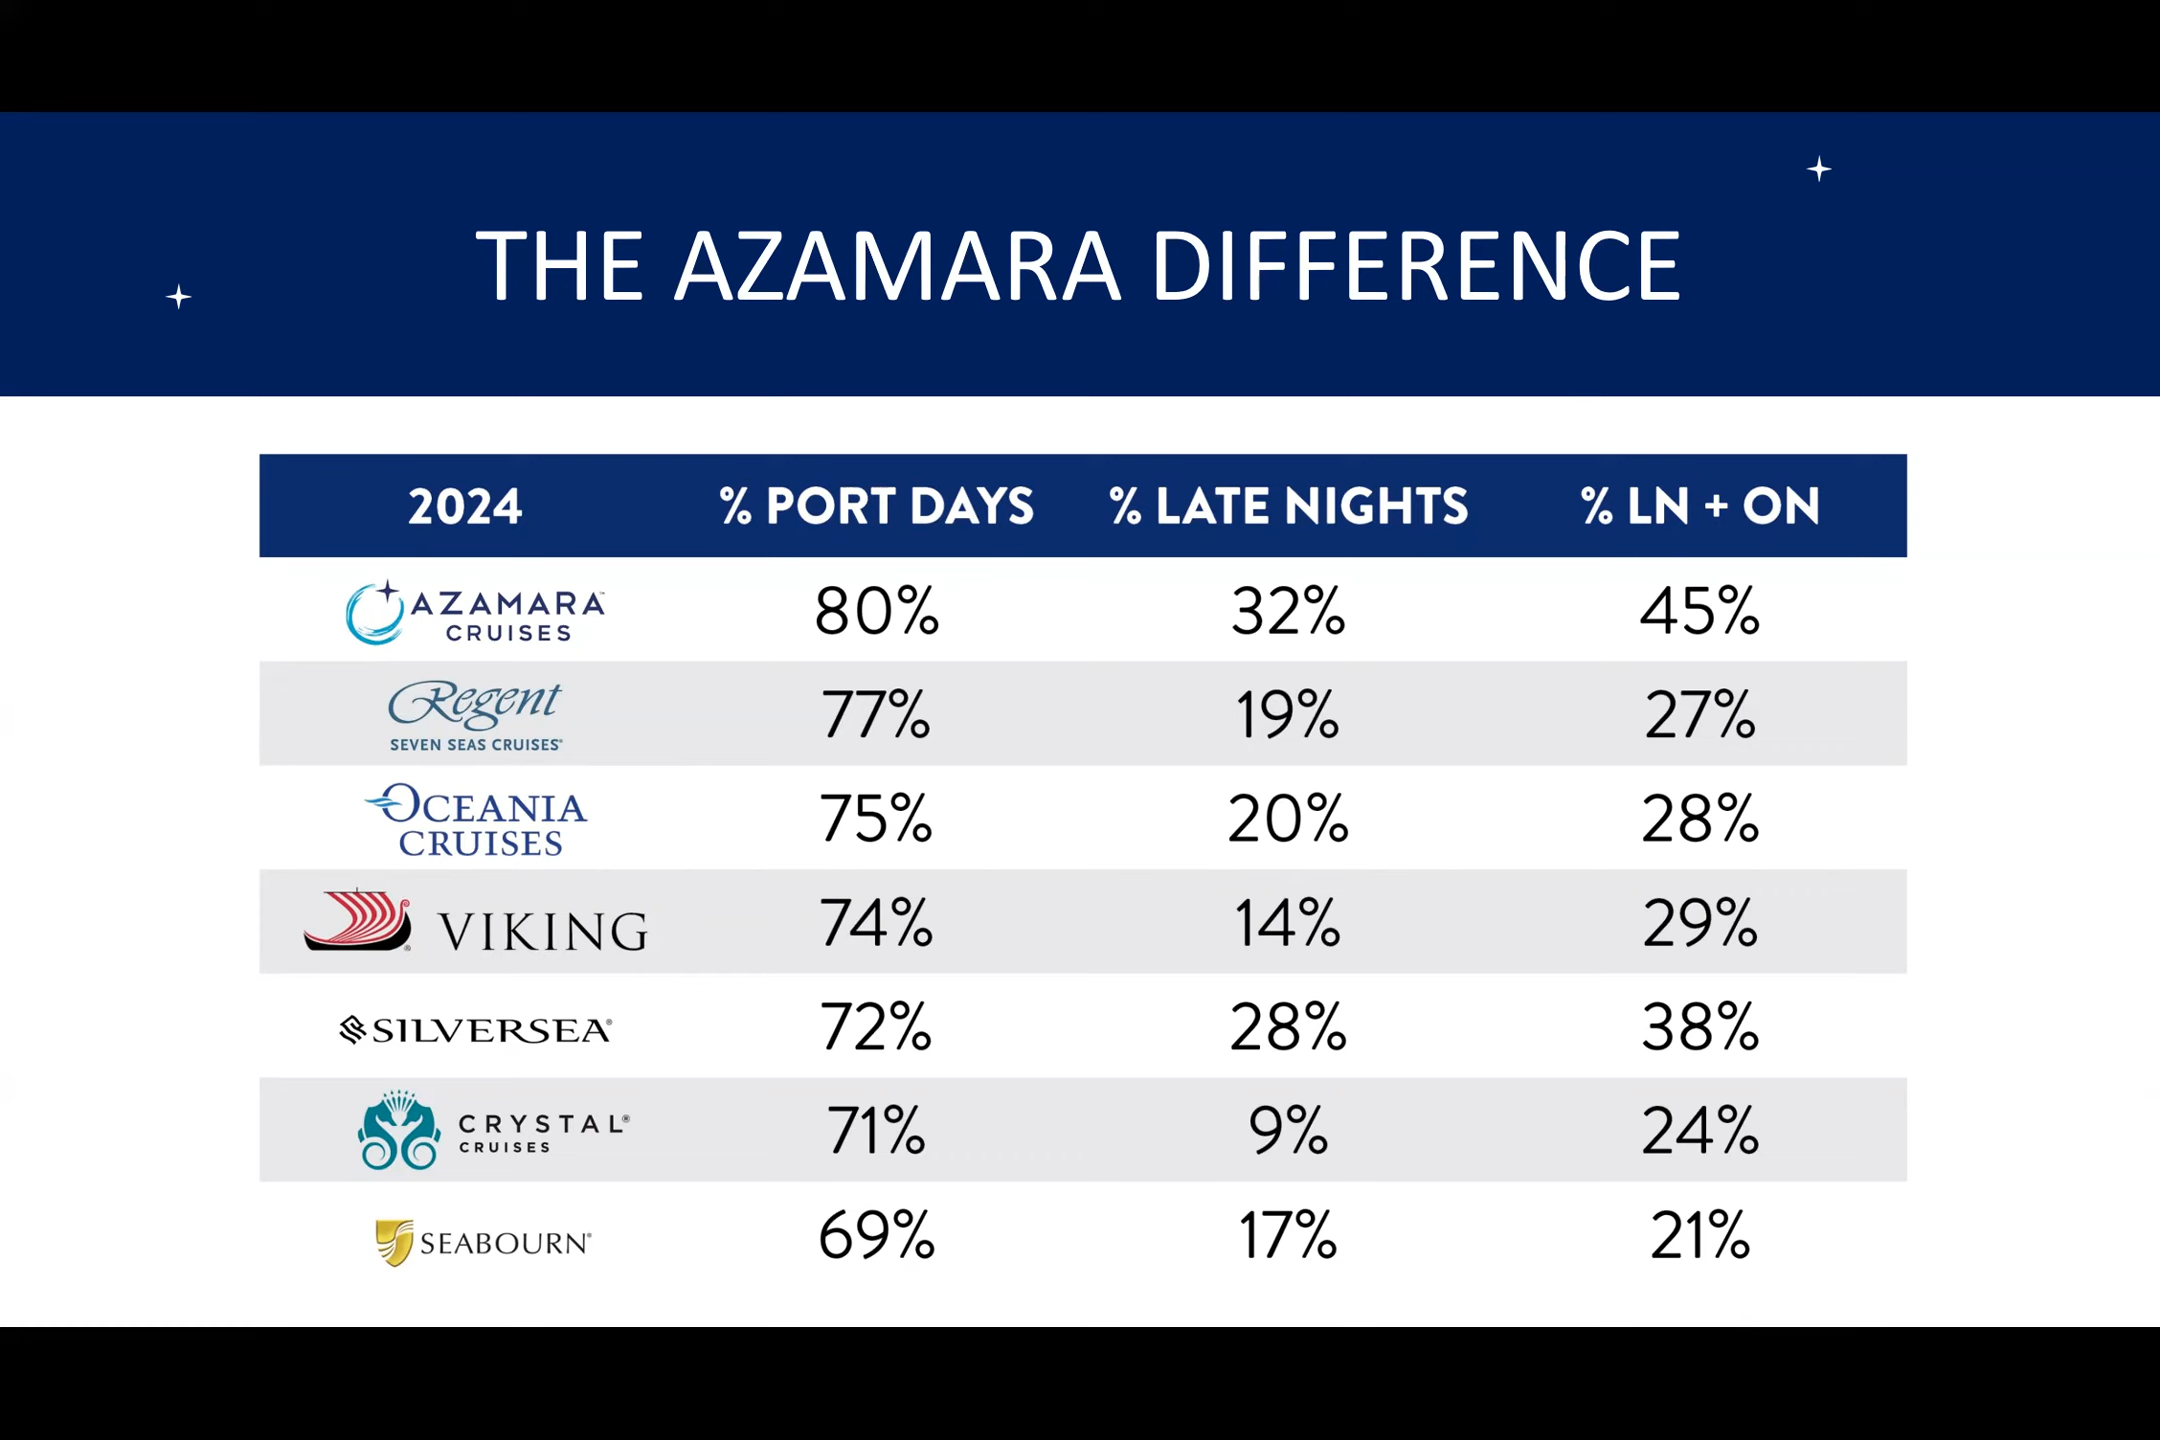 THE AZAMARA DIFFERENCE
2024 % PORT DAYS % LATE NIGHTS % LN + ON
AZAMARA™
CRUISES
80% 32% 45%
Regent
SEVEN SEAS CRUISES®
77% 19% 27%
OCEANIA
CRUISES
75% 20% 28%
VIKING®
74% 14% 29%
SILVERSEA®
72% 28% 38%
CRYSTAL®
CRUISES
71% 9% 24%
SEABOURN®
69% 17% 21%